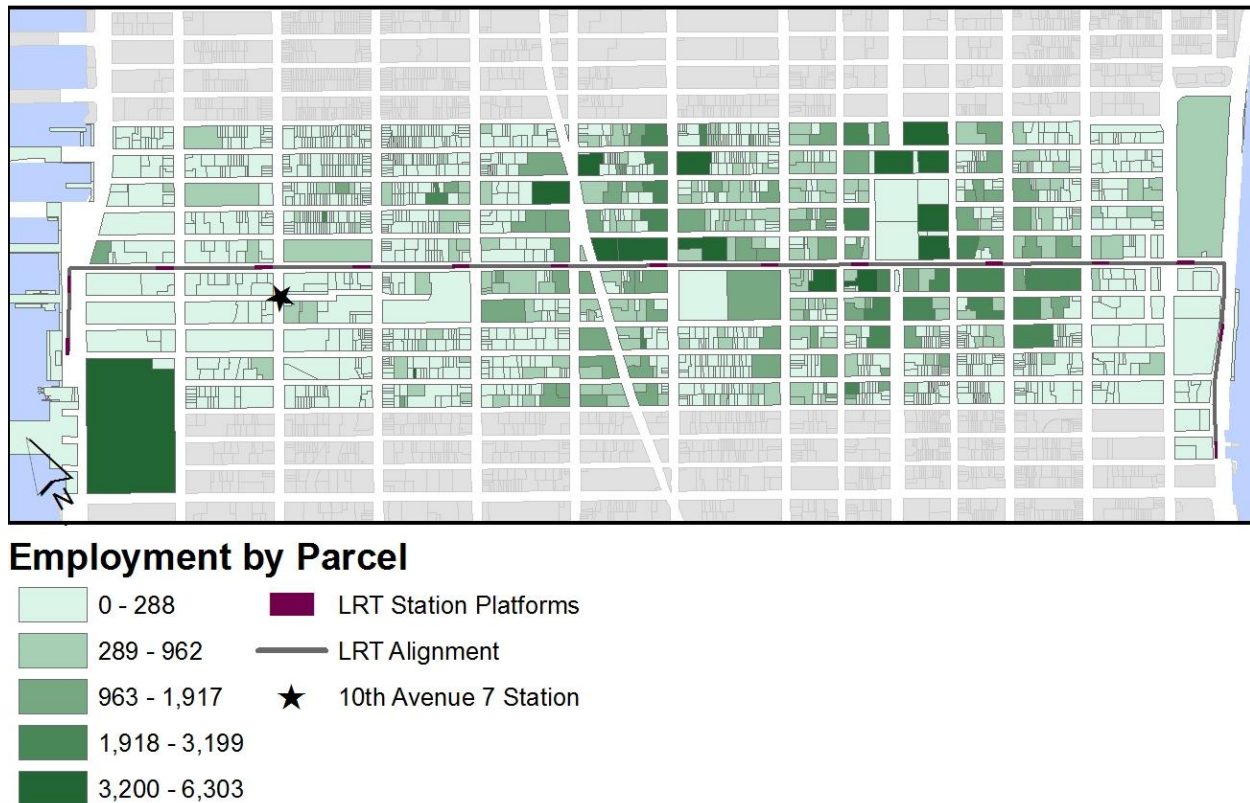 N
Employment by Parcel
0 - 288
LRT Station Platforms
289 - 962
LRT Alignment
963 - 1,917
10th Avenue 7 Station
1,918 - 3,199
3,200 - 6,303